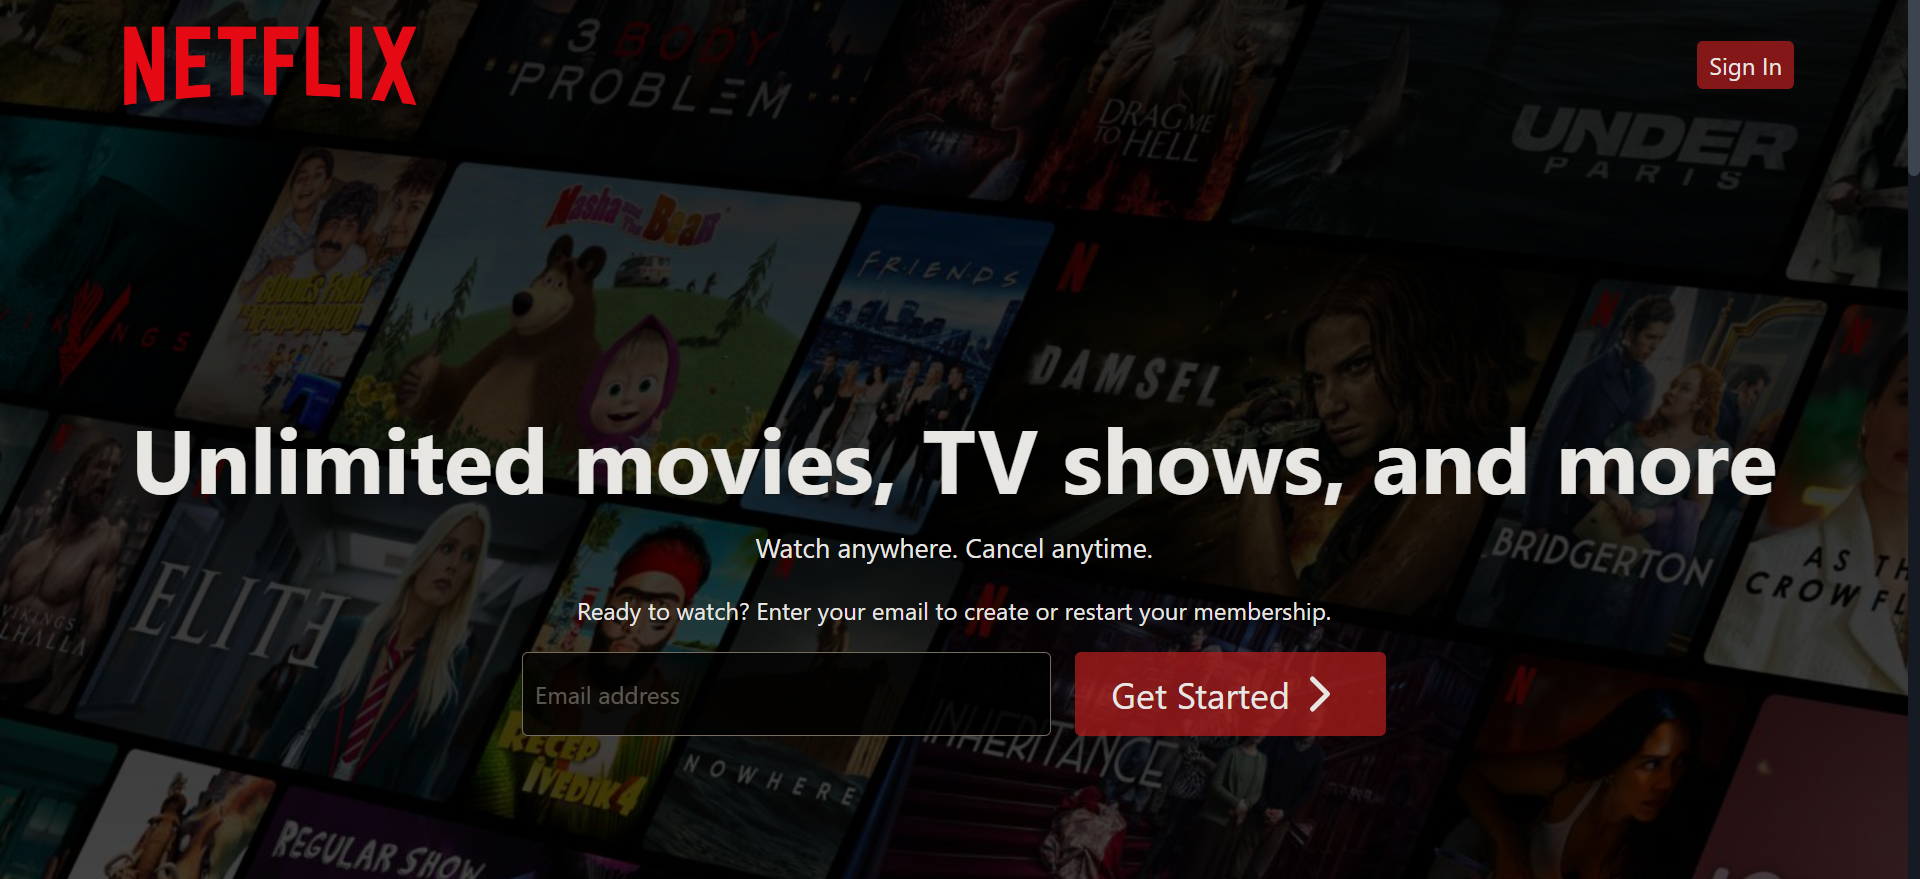 NETFLIX
Sign In
3 BODY
PROBLEM
DRAG ME
TO HELL
UNDER
PARIS
Masha and The Bear
FRIENDS
VIKINGS
DAMSEL
Unlimited movies, TV shows, and more
Watch anywhere. Cancel anytime.
BRIDGERTON
AS TH
CROW FL
ELITE
VIKINGS
LHALLA
Ready to watch? Enter your email to create or restart your membership.
Email address
Get Started
RECEP
İVEDİK 4
NOWHERE
INHERITANCE
REGULAR SHOW